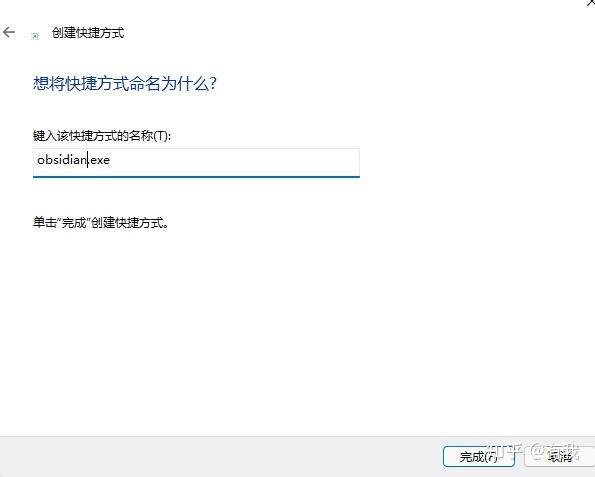 创建快捷方式
想将快捷方式命名为什么?
键入该快捷方式的名称(T):
obsidian.exe
单击“完成”创建快捷方式。
完成(F)
取消
知乎 @有我